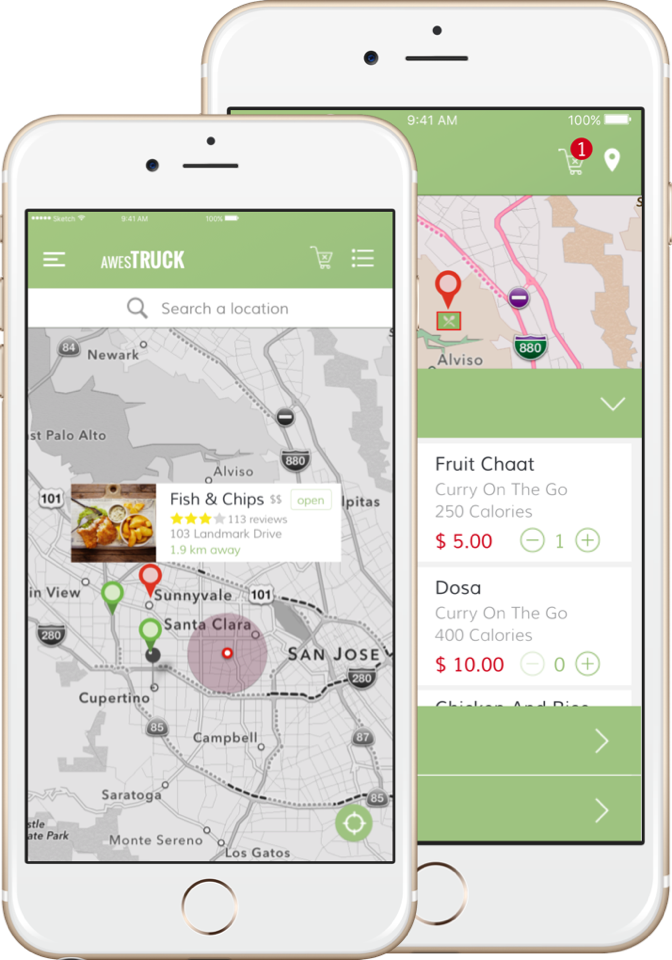 Sketch
9:41 AM
100%
AWESTRUCK
Search a location
84
Newark
st Palo Alto
880
Alviso
101
lpitas
Fish & Chips $$ open
113 reviews
103 Landmark Drive
1.9 km away
in View
Sunnyvale
101
280
Santa Clara
SAN JOSE
280
Cupertino
85
Campbell
87
Saratoga
85
stle
ate Park
Monte Sereno
Los Gatos
9:41 AM
100%
1
880
Alviso
Fruit Chaat
Curry On The Go
250 Calories
$ 5.00
1
Dosa
Curry On The Go
400 Calories
$ 10.00
0